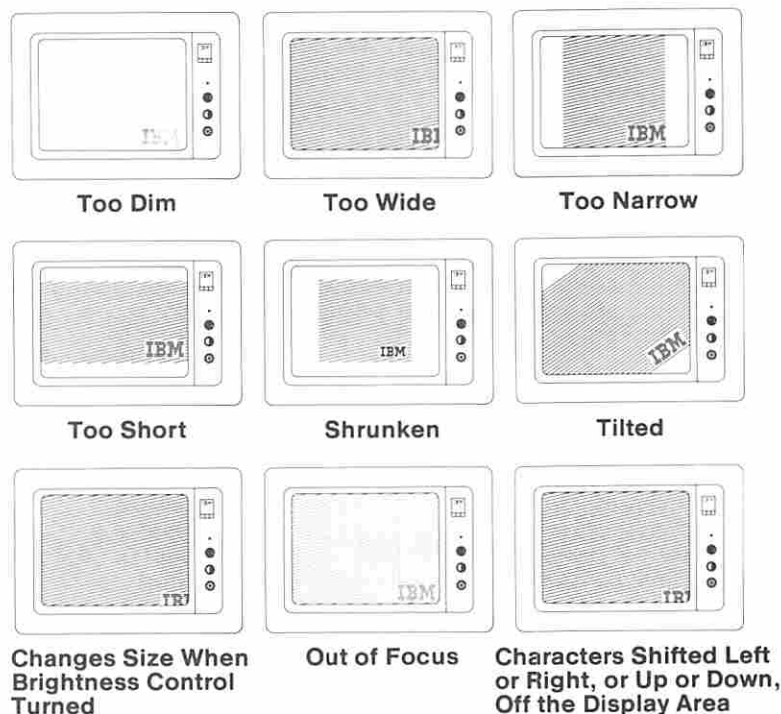 IBM
IBI
IBM
Too Dim
Too Wide
Too Narrow
IBM
IBM
IBM
Too Short
Shrunken
Tilted
IBM
Changes Size When
Brightness Control
Turned
Out of Focus
Characters Shifted Left
or Right, or Up or Down,
Off the Display Area